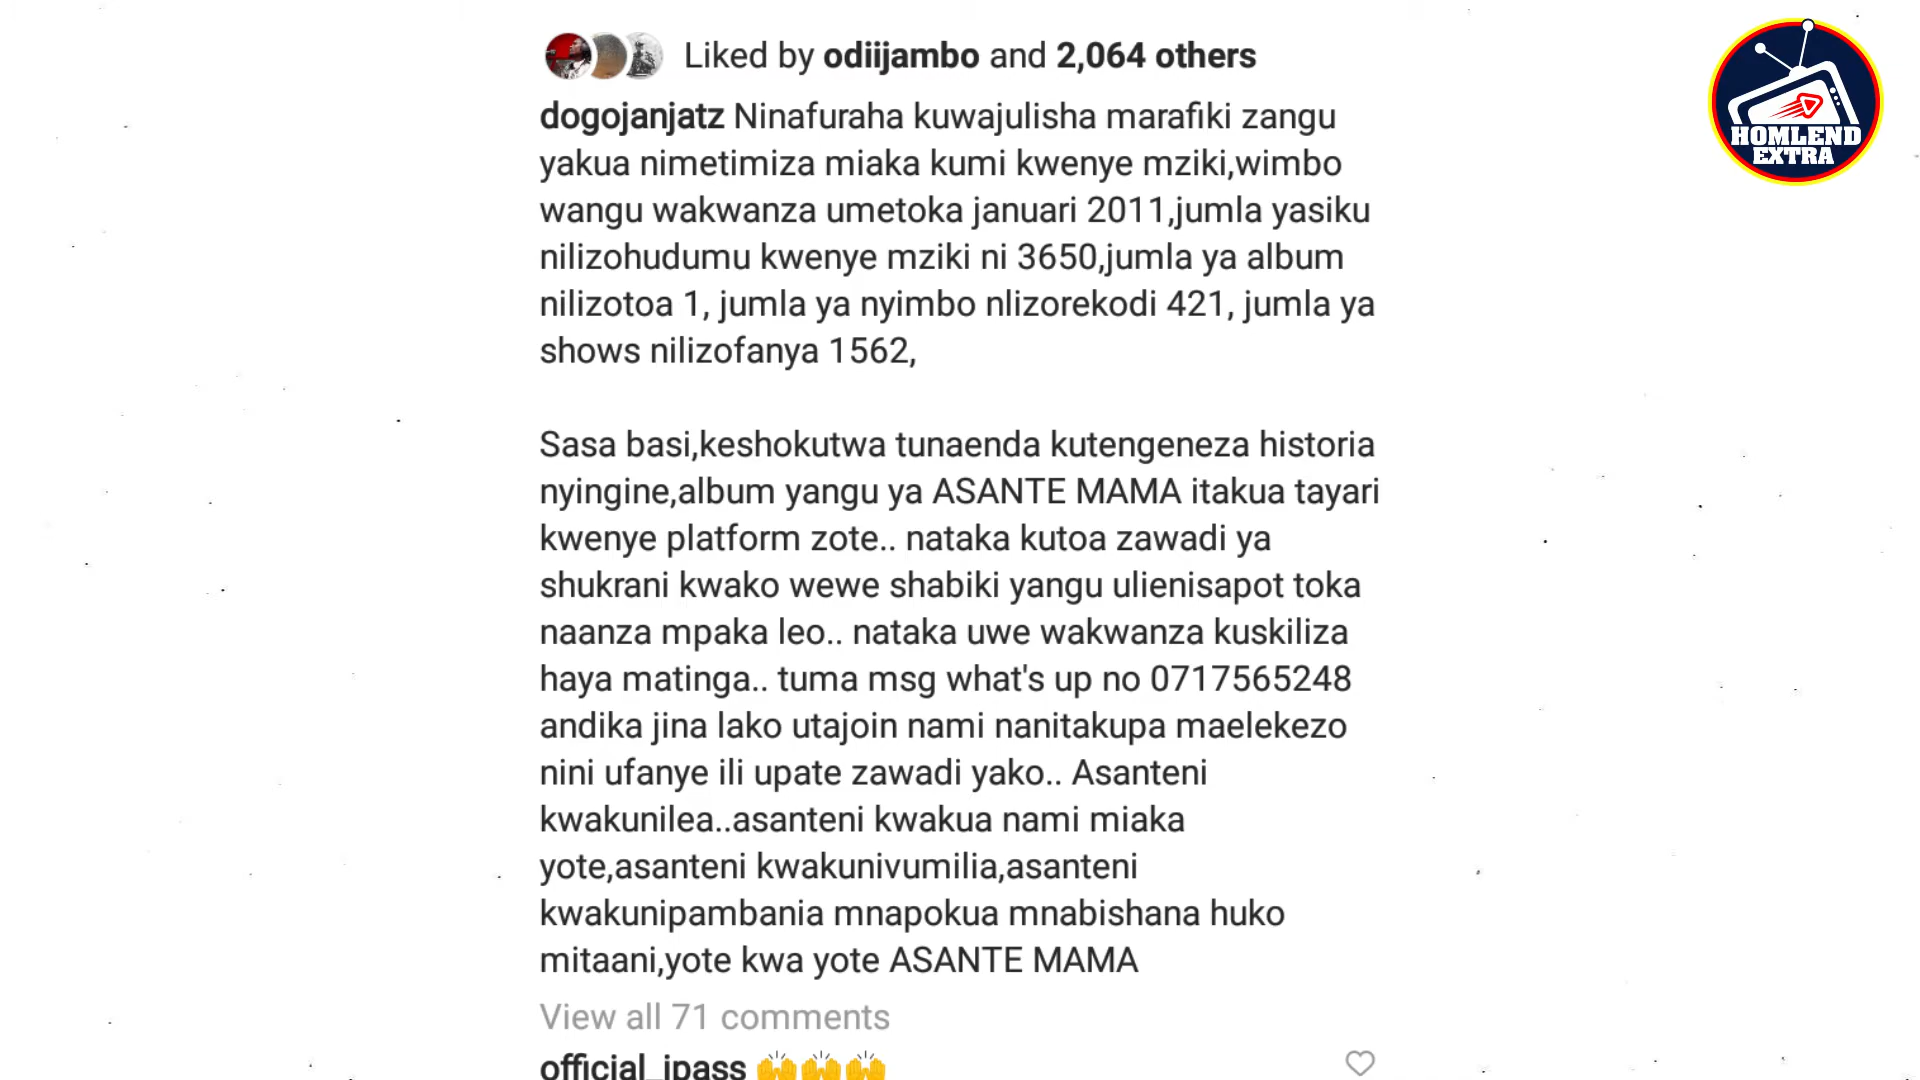 Liked by odiijambo and 2,064 others
dogojanjatz Ninafuraha kuwajulisha marafiki zangu
yakua nimetimiza miaka kumi kwenye mziki,wimbo
wangu wakwanza umetoka januari 2011,jumla yasiku
nilizohudumu kwenye mziki ni 3650,jumla ya album
nilizotoa 1, jumla ya nyimbo nlizorekodi 421, jumla ya
shows nilizofanya 1562,
Sasa basi,keshokutwa tunaenda kutengeneza historia
nyingine,album yangu ya ASANTE MAMA itakua tayari
kwenye platform zote.. nataka kutoa zawadi ya
shukrani kwako wewe shabiki yangu ulienisapot toka
naanza mpaka leo.. nataka uwe wakwanza kuskiliza
haya matinga.. tuma msg what's up no 0717565248
andika jina lako utajoin nami nanitakupa maelekezo
nini ufanye ili upate zawadi yako.. Asanteni
kwakunilea..asanteni kwakua nami miaka
yote,asanteni kwakunivumilia,asanteni
kwakunipambania mnapokua mnabishana huko
mitaani,yote kwa yote ASANTE MAMA
View all 71 comments
official_ipass 🙌🙌🙌
HOMLEND
EXTRA